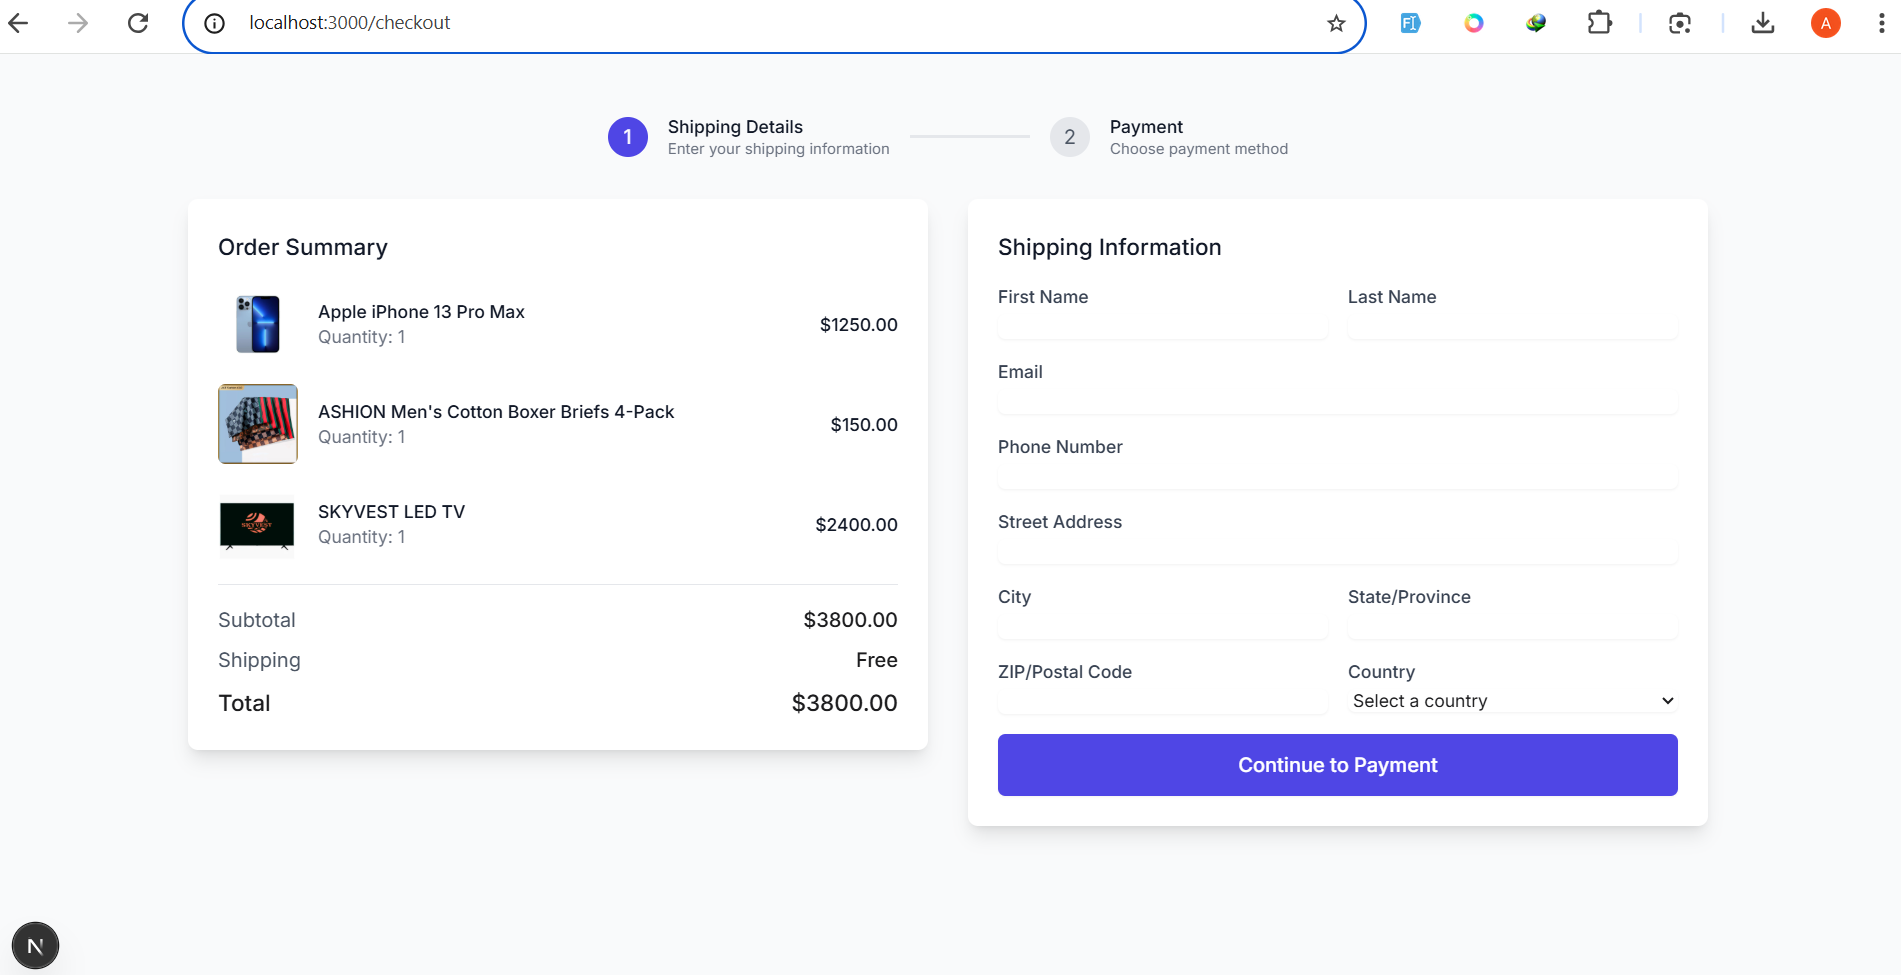 localhost:3000/checkout
A
1
Shipping Details
Enter your shipping information
2
Payment
Choose payment method
Order Summary
Apple iPhone 13 Pro Max
Quantity: 1
$1250.00
ASHION Men's Cotton Boxer Briefs 4-Pack
Quantity: 1
$150.00
SKYVEST
SKYVEST LED TV
Quantity: 1
$2400.00
Subtotal
$3800.00
Shipping
Free
Total
$3800.00
Shipping Information
First Name
Last Name
Email
Phone Number
Street Address
City
State/Province
ZIP/Postal Code
Country
Select a country
Continue to Payment
N